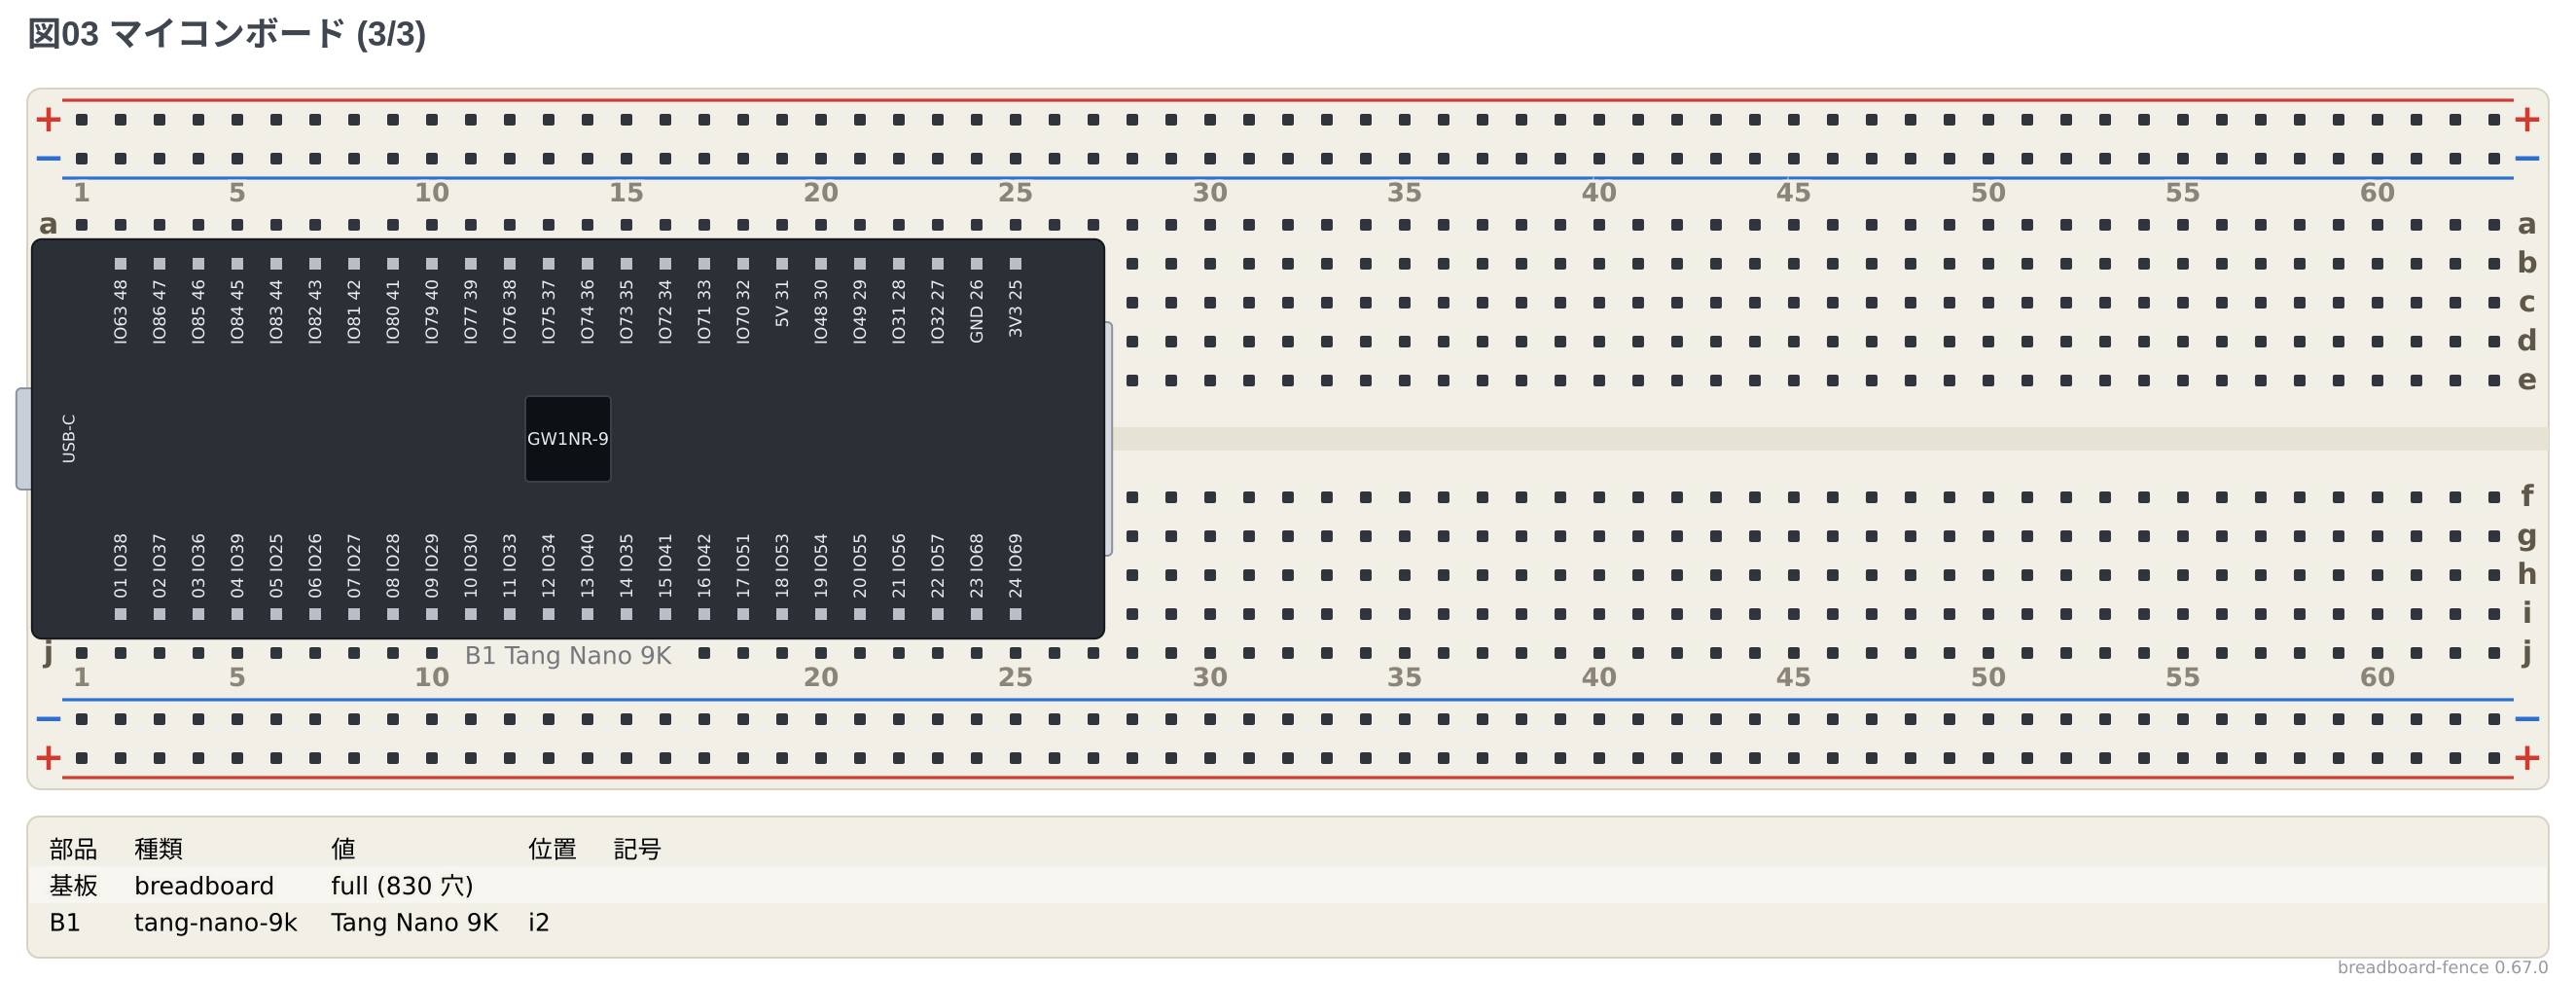 図03 マイコンボード (3/3)
+ +
− −
1 5 10 15 20 25 30 35 40 45 50 55 60
a a
b
c
d
e
IO63 48
IO86 47
IO85 46
IO84 45
IO83 44
IO82 43
IO81 42
IO80 41
IO79 40
IO77 39
IO76 38
IO75 37
IO74 36
IO73 35
IO72 34
IO71 33
IO70 32
5V 31
IO48 30
IO49 29
IO31 28
IO32 27
GND 26
3V3 25
USB-C
GW1NR-9
01 IO38
02 IO37
03 IO36
04 IO39
05 IO25
06 IO26
07 IO27
08 IO28
09 IO29
10 IO30
11 IO33
12 IO34
13 IO40
14 IO35
15 IO41
16 IO42
17 IO51
18 IO53
19 IO54
20 IO55
21 IO56
22 IO57
23 IO68
24 IO69
f
g
h
i
j B1 Tang Nano 9K j
1 5 10 20 25 30 35 40 45 50 55 60
− −
+ +
部品 種類 値 位置 記号
基板 breadboard full (830 穴)
B1 tang-nano-9k Tang Nano 9K i2
breadboard-fence 0.67.0